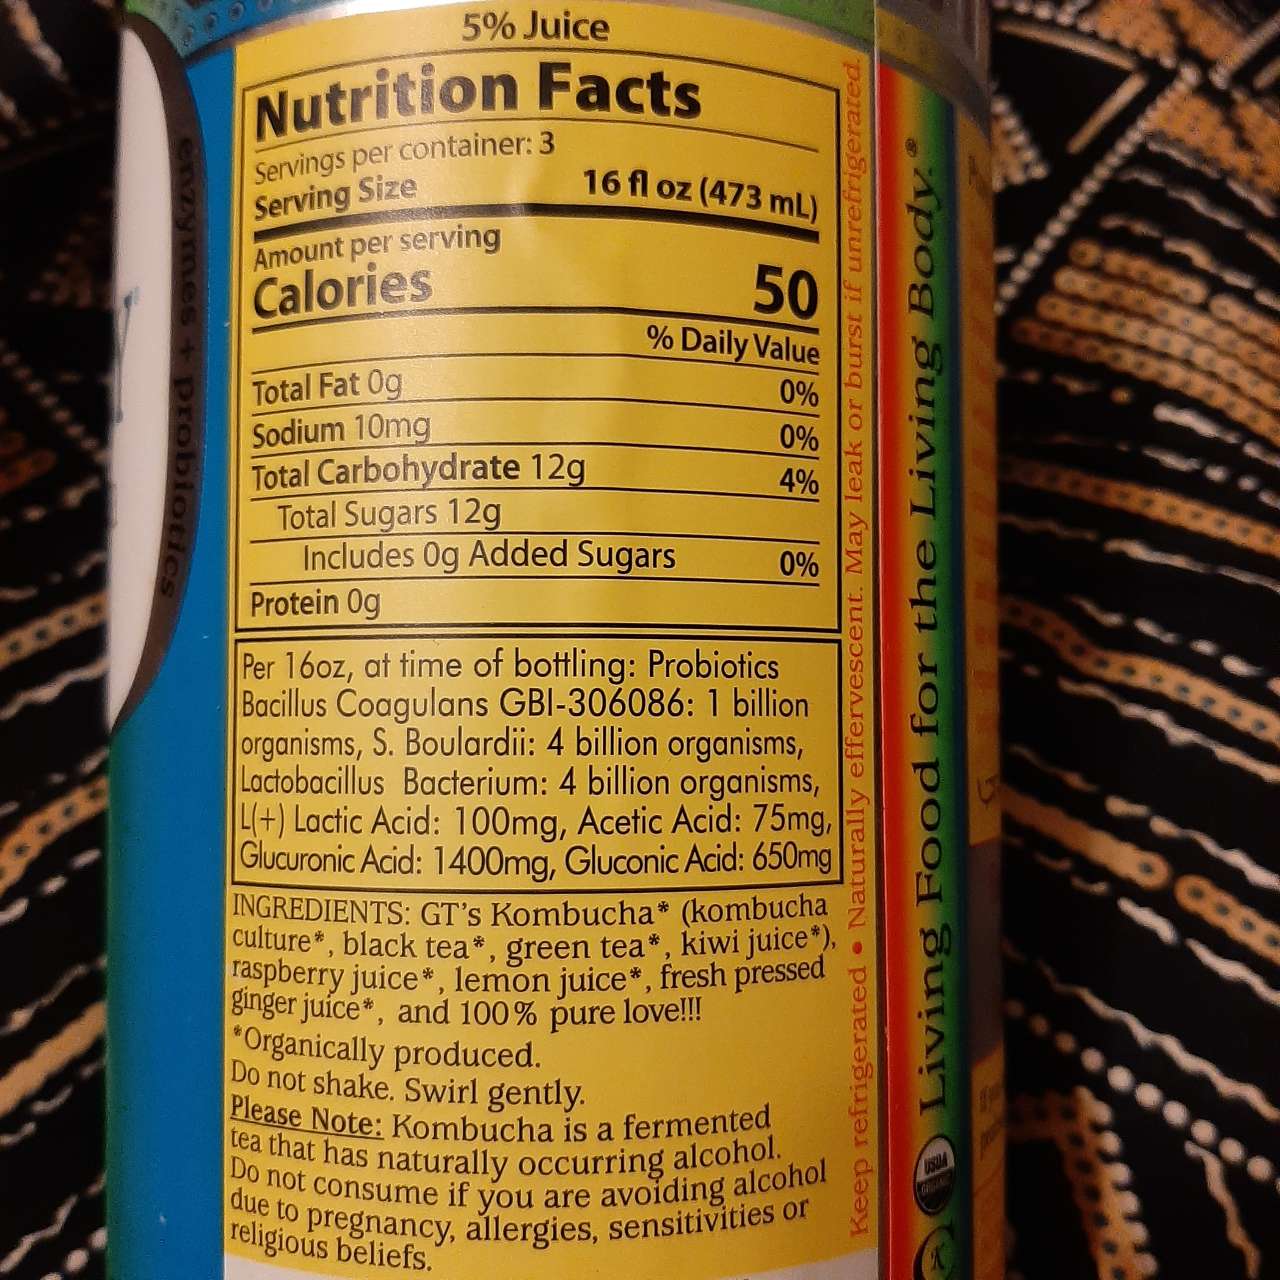 5% Juice
Nutrition Facts
Servings per container: 3
Serving Size 16 fl oz (473 mL)
Amount per serving
Calories 50
% Daily Value
Total Fat 0g 0%
Sodium 10mg 0%
Total Carbohydrate 12g 4%
Total Sugars 12g
Includes 0g Added Sugars 0%
Protein 0g
Per 16oz, at time of bottling: Probiotics
Bacillus Coagulans GBI-306086: 1 billion
organisms, S. Boulardii: 4 billion organisms,
Lactobacillus Bacterium: 4 billion organisms,
L(+) Lactic Acid: 100mg, Acetic Acid: 75mg,
Glucuronic Acid: 1400mg, Gluconic Acid: 650mg
INGREDIENTS: GT'S Kombucha* (kombucha
culture*, black tea*, green tea*, kiwi juice*),
raspberry juice*, lemon juice*, fresh pressed
ginger juice*, and 100% pure love!!!
*Organically produced.
Do not shake. Swirl gently.
Please Note: Kombucha is a fermented
tea that has naturally occurring alcohol.
Do not consume if you are avoiding alcohol
due to pregnancy, allergies, sensitivities or
religious beliefs.
Keep refrigerated • Naturally effervescent. May leak or burst if unrefrigerated.
Living Food for the Living Body.®
USDA
ORGANIC
enzymes + probiotics